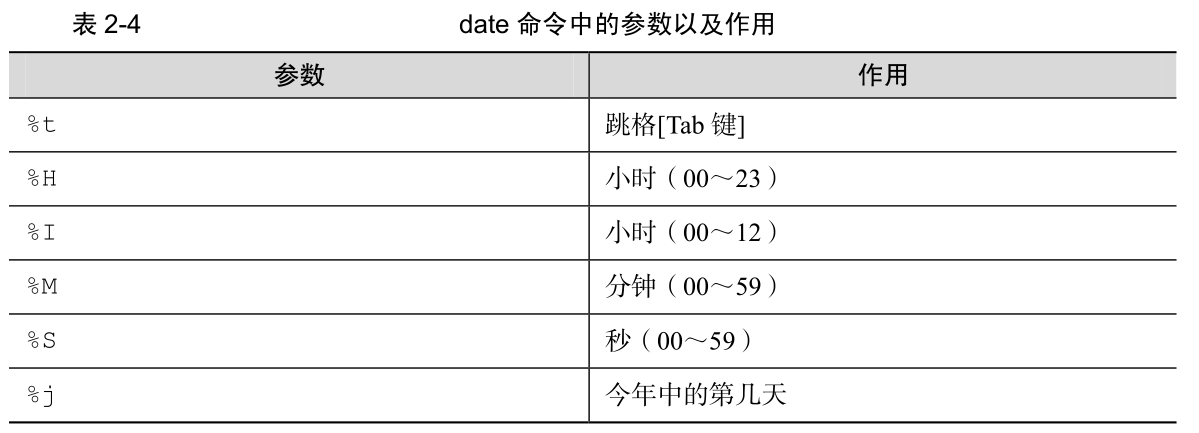 表 2-4 date 命令中的参数以及作用
参数 作用
%t 跳格[Tab 键]
%H 小时（00～23）
%I 小时（00～12）
%M 分钟（00～59）
%S 秒（00～59）
%j 今年中的第几天